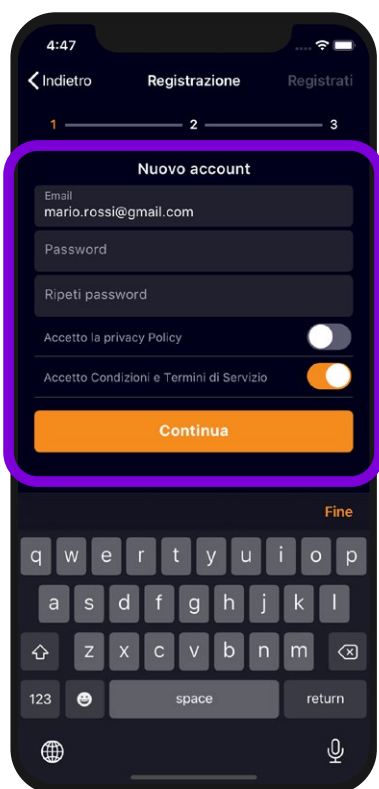 4:47
Indietro Registrazione Registrati
1 2 3
Nuovo account
Email
mario.rossi@gmail.com
Password
Ripeti password
Accetto la privacy Policy
Accetto Condizioni e Termini di Servizio
Continua
Fine
q w e r t y u i o p
a s d f g h j k l
z x c v b n m
123 space return